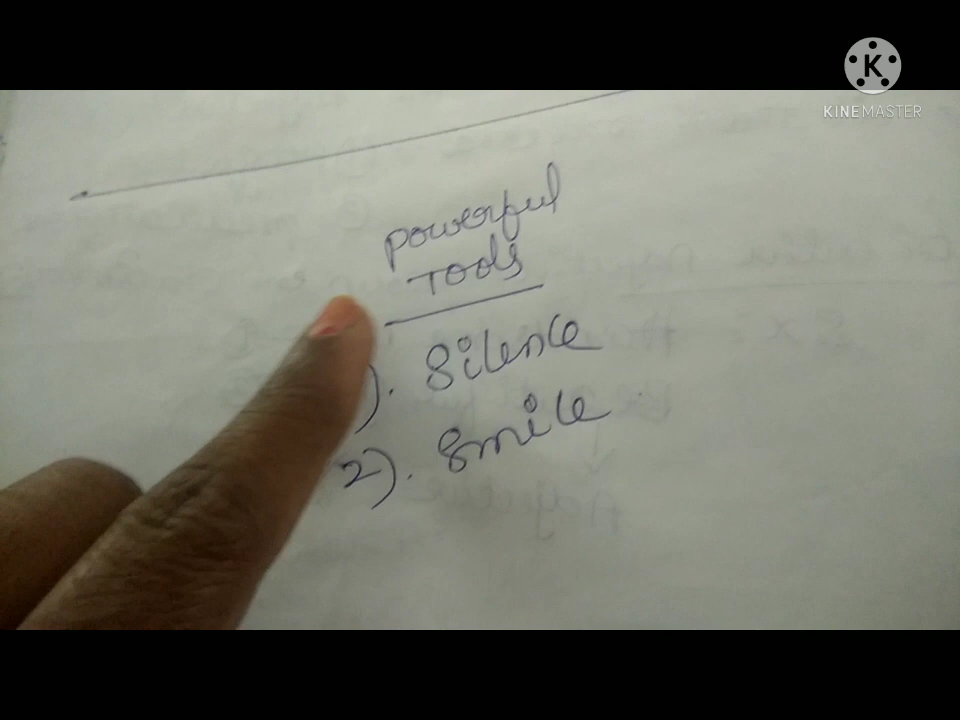 KINEMASTER
Powerful
Tools
). Silence
2). Smile